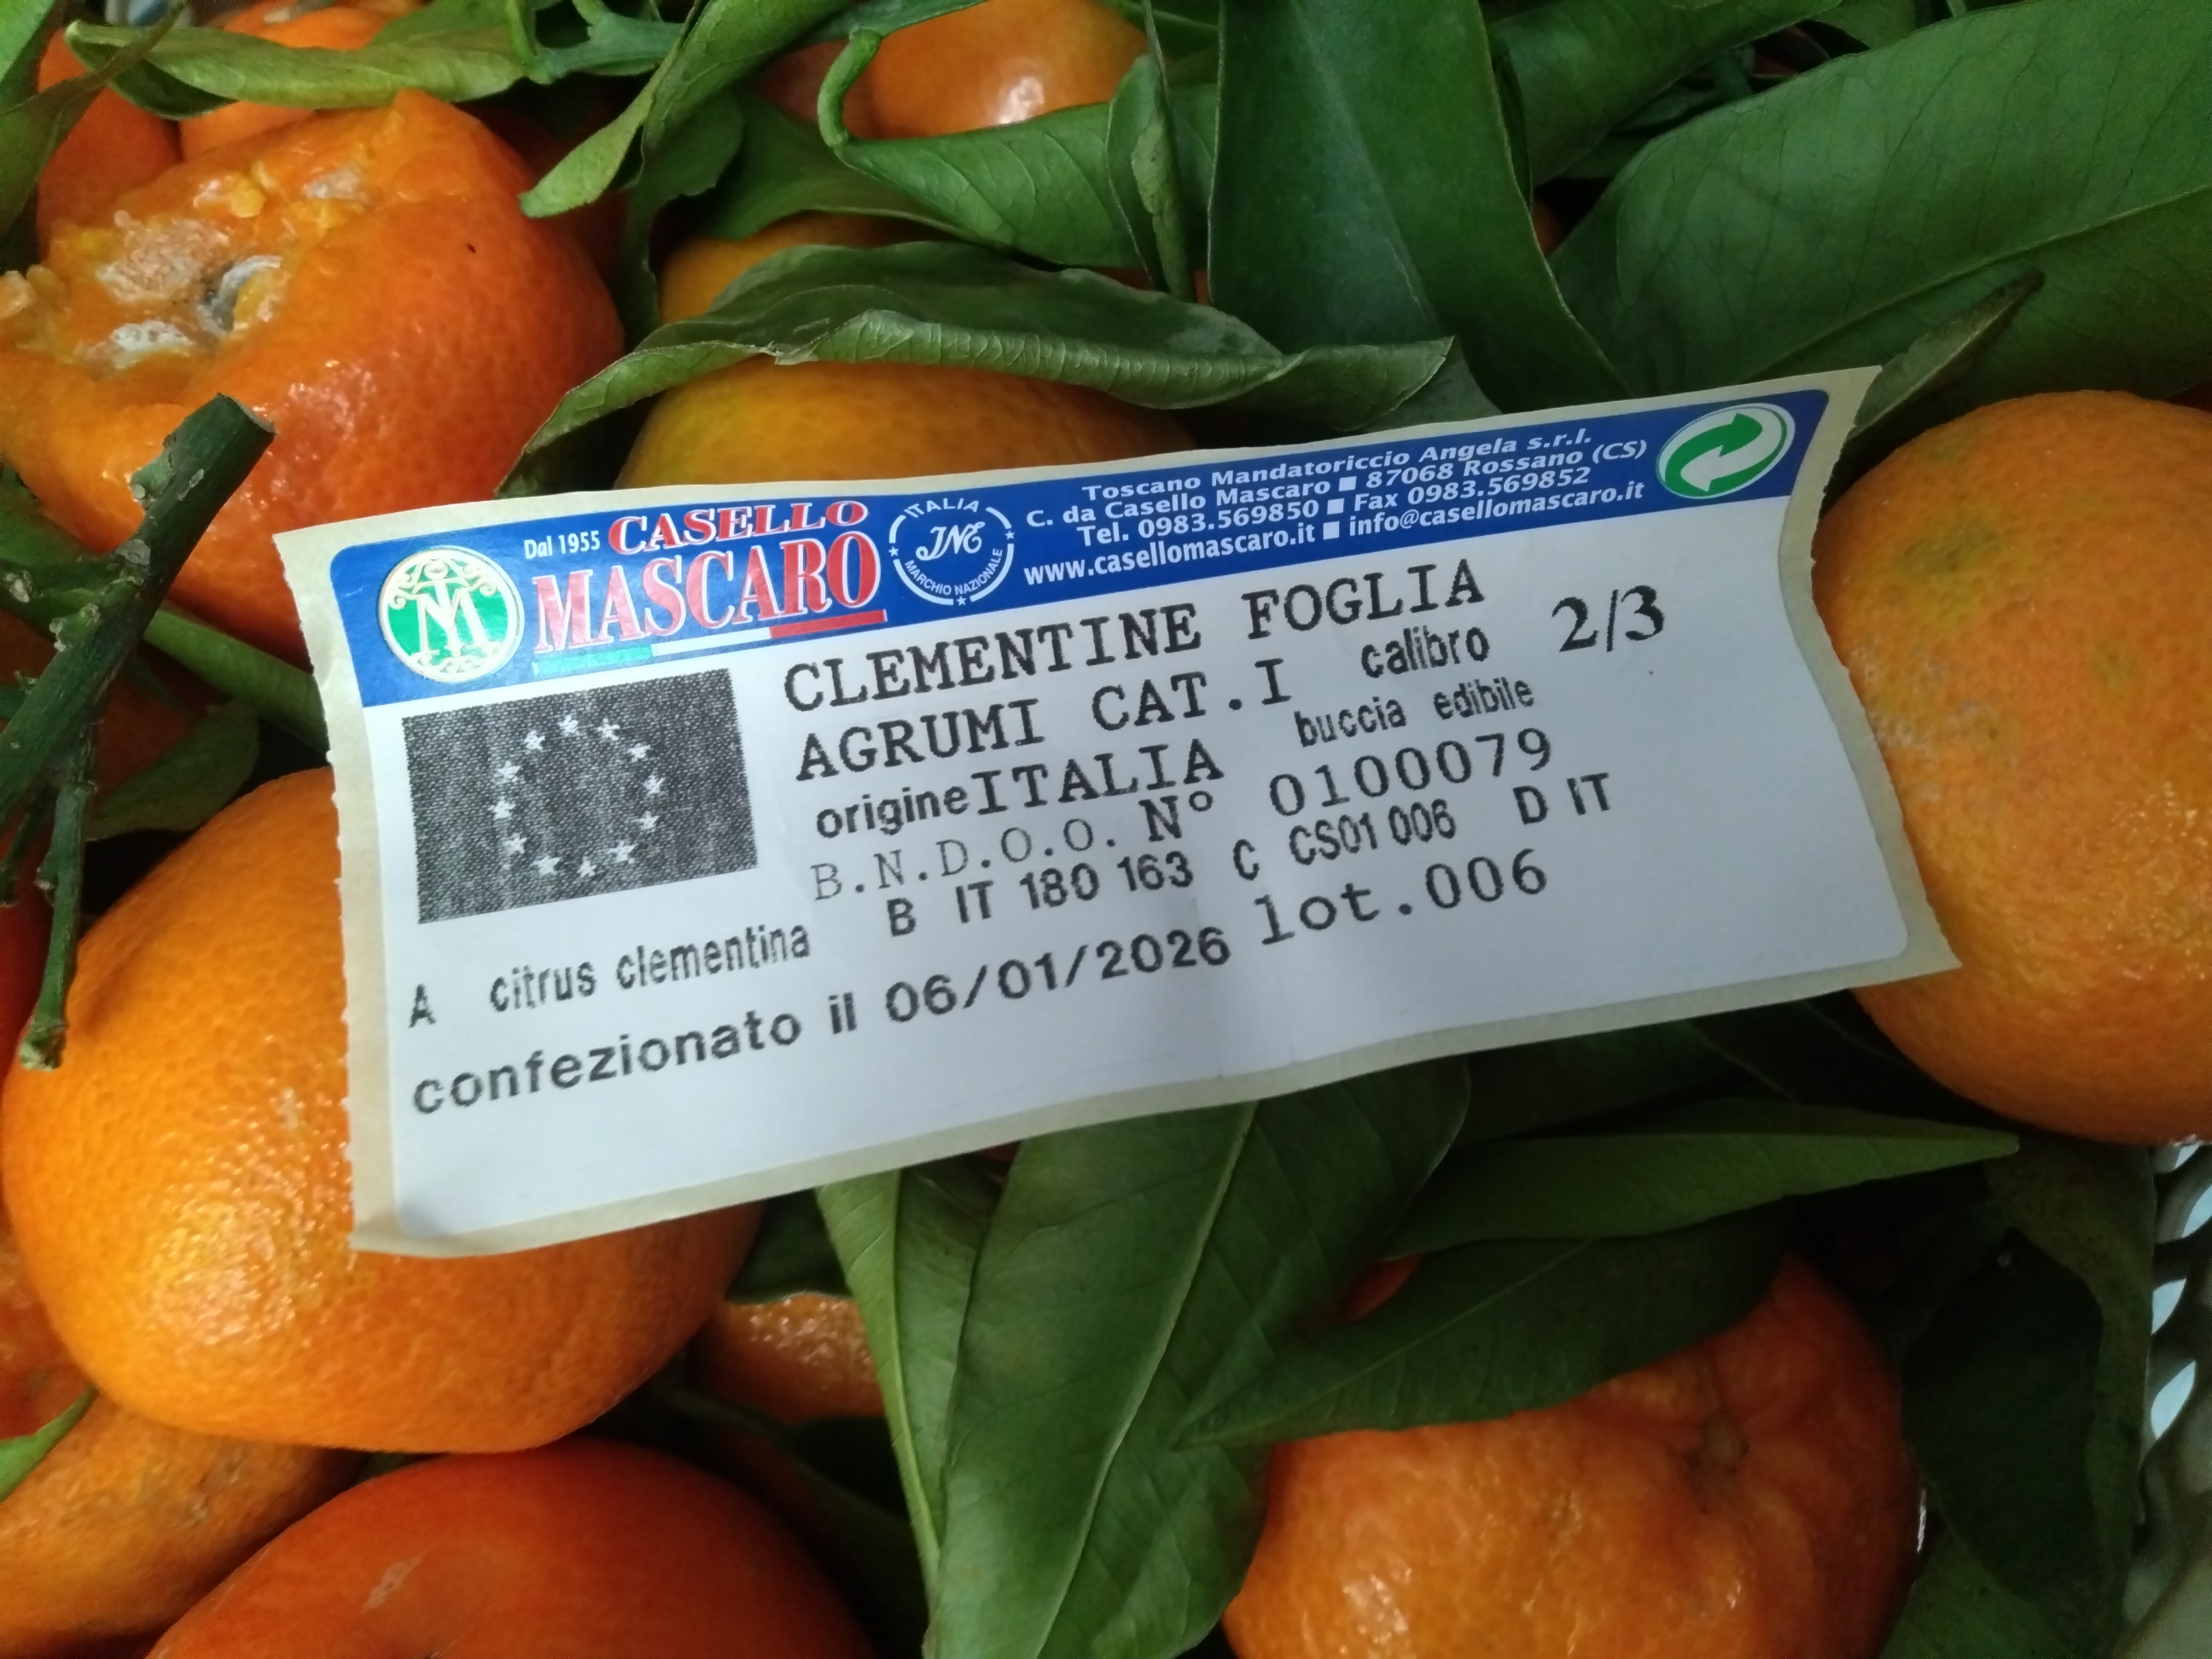 Dal 1955 CASELLO
MASCARO
ITALIA
JNE
MARCHIO NAZIONALE
Toscano Mandatoriccio Angela s.r.l.
C. da Casello Mascaro ■ 87068 Rossano (CS)
Tel. 0983.569850 ■ Fax 0983.569852
www.casellomascaro.it ■ info@casellomascaro.it
CLEMENTINE FOGLIA
AGRUMI CAT.I calibro 2/3
origine ITALIA buccia edibile
B.N.D.O.O. N° 0100079
A citrus clementina B IT 180 163 C CS01 006 D IT
confezionato il 06/01/2026 lot.006